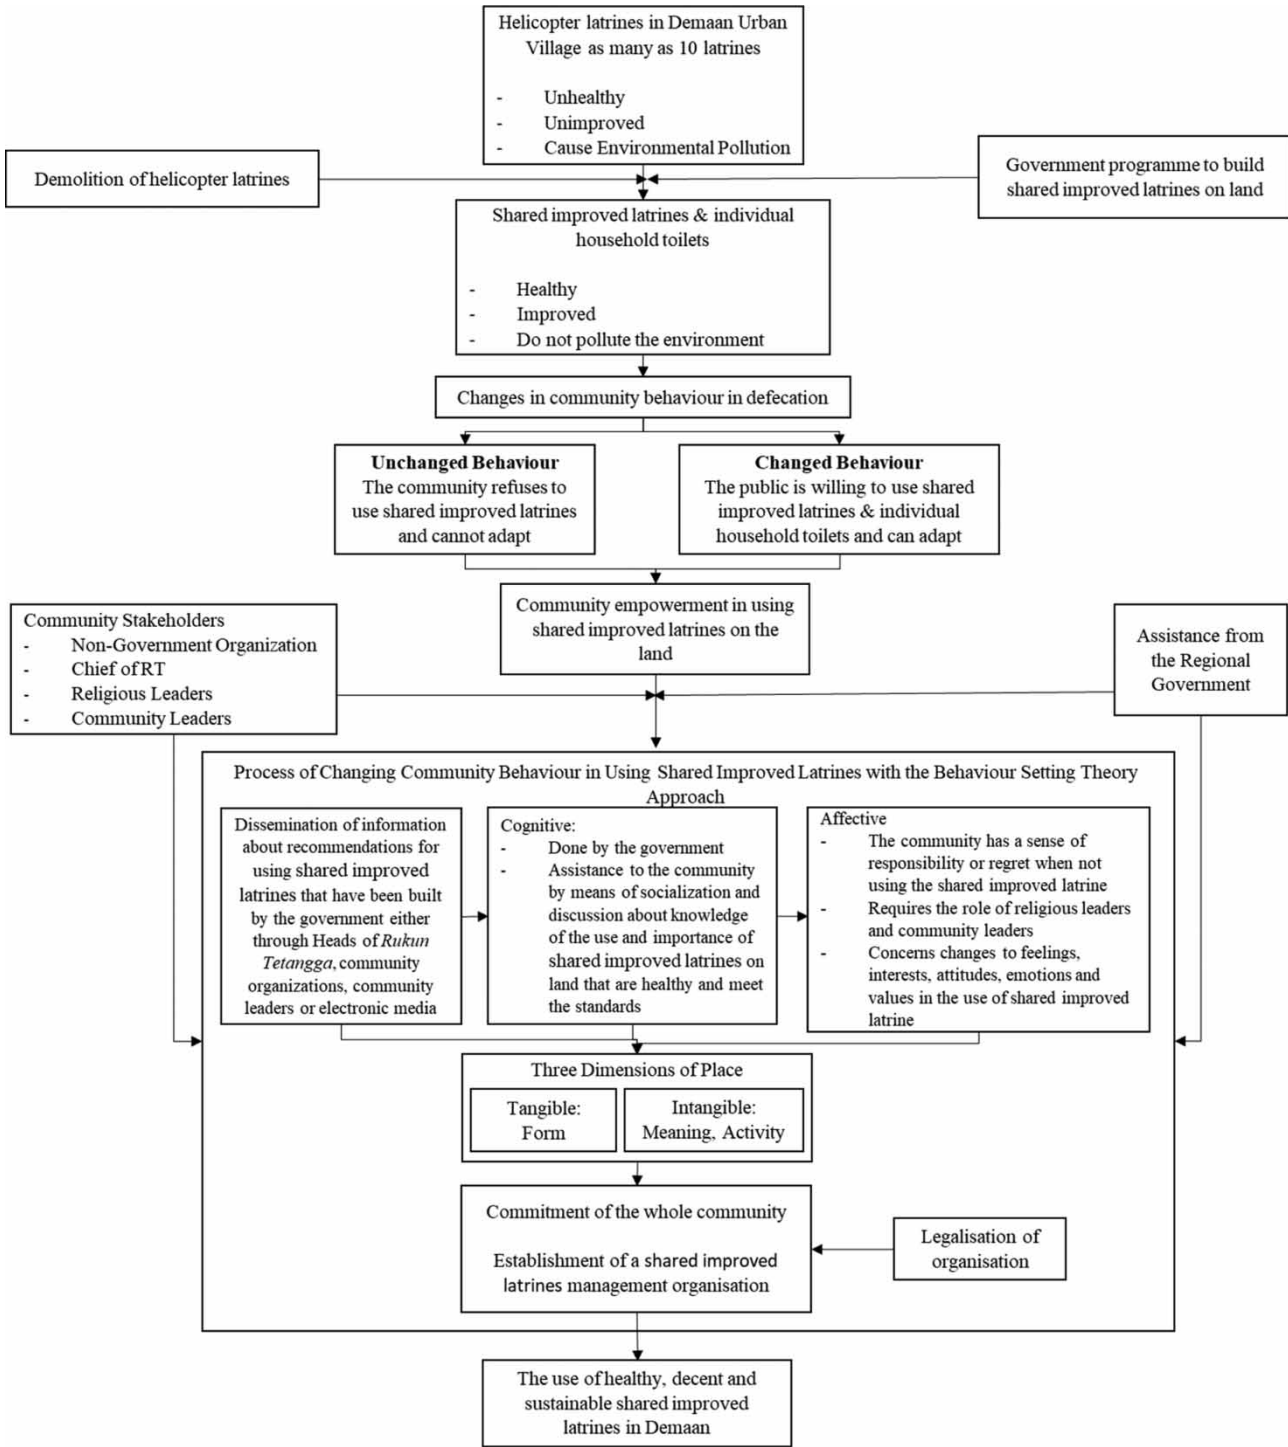 Helicopter latrines in Demaan Urban
Village as many as 10 latrines
- Unhealthy
- Unimproved
- Cause Environmental Pollution
Demolition of helicopter latrines
Government programme to build
shared improved latrines on land
Shared improved latrines & individual
household toilets
- Healthy
- Improved
- Do not pollute the environment
Changes in community behaviour in defecation
Unchanged Behaviour
The community refuses to
use shared improved latrines
and cannot adapt
Changed Behaviour
The public is willing to use shared
improved latrines & individual
household toilets and can adapt
Community empowerment in using
shared improved latrines on the
land
Community Stakeholders
- Non-Government Organization
- Chief of RT
- Religious Leaders
- Community Leaders
Assistance from
the Regional
Government
Process of Changing Community Behaviour in Using Shared Improved Latrines with the Behaviour Setting Theory
Approach
Dissemination of information
about recommendations for
using shared improved
latrines that have been built
by the government either
through Heads of Rukun
Tetangga, community
organizations, community
leaders or electronic media
Cognitive:
- Done by the government
- Assistance to the community
by means of socialization and
discussion about knowledge
of the use and importance of
shared improved latrines on
land that are healthy and meet
the standards
Affective
- The community has a sense of
responsibility or regret when not
using the shared improved latrine
- Requires the role of religious leaders
and community leaders
- Concerns changes to feelings,
interests, attitudes, emotions and
values in the use of shared improved
latrine
Three Dimensions of Place
Tangible:
Form
Intangible:
Meaning, Activity
Commitment of the whole community
Establishment of a shared improved
latrines management organisation
Legalisation of
organisation
The use of healthy, decent and
sustainable shared improved
latrines in Demaan